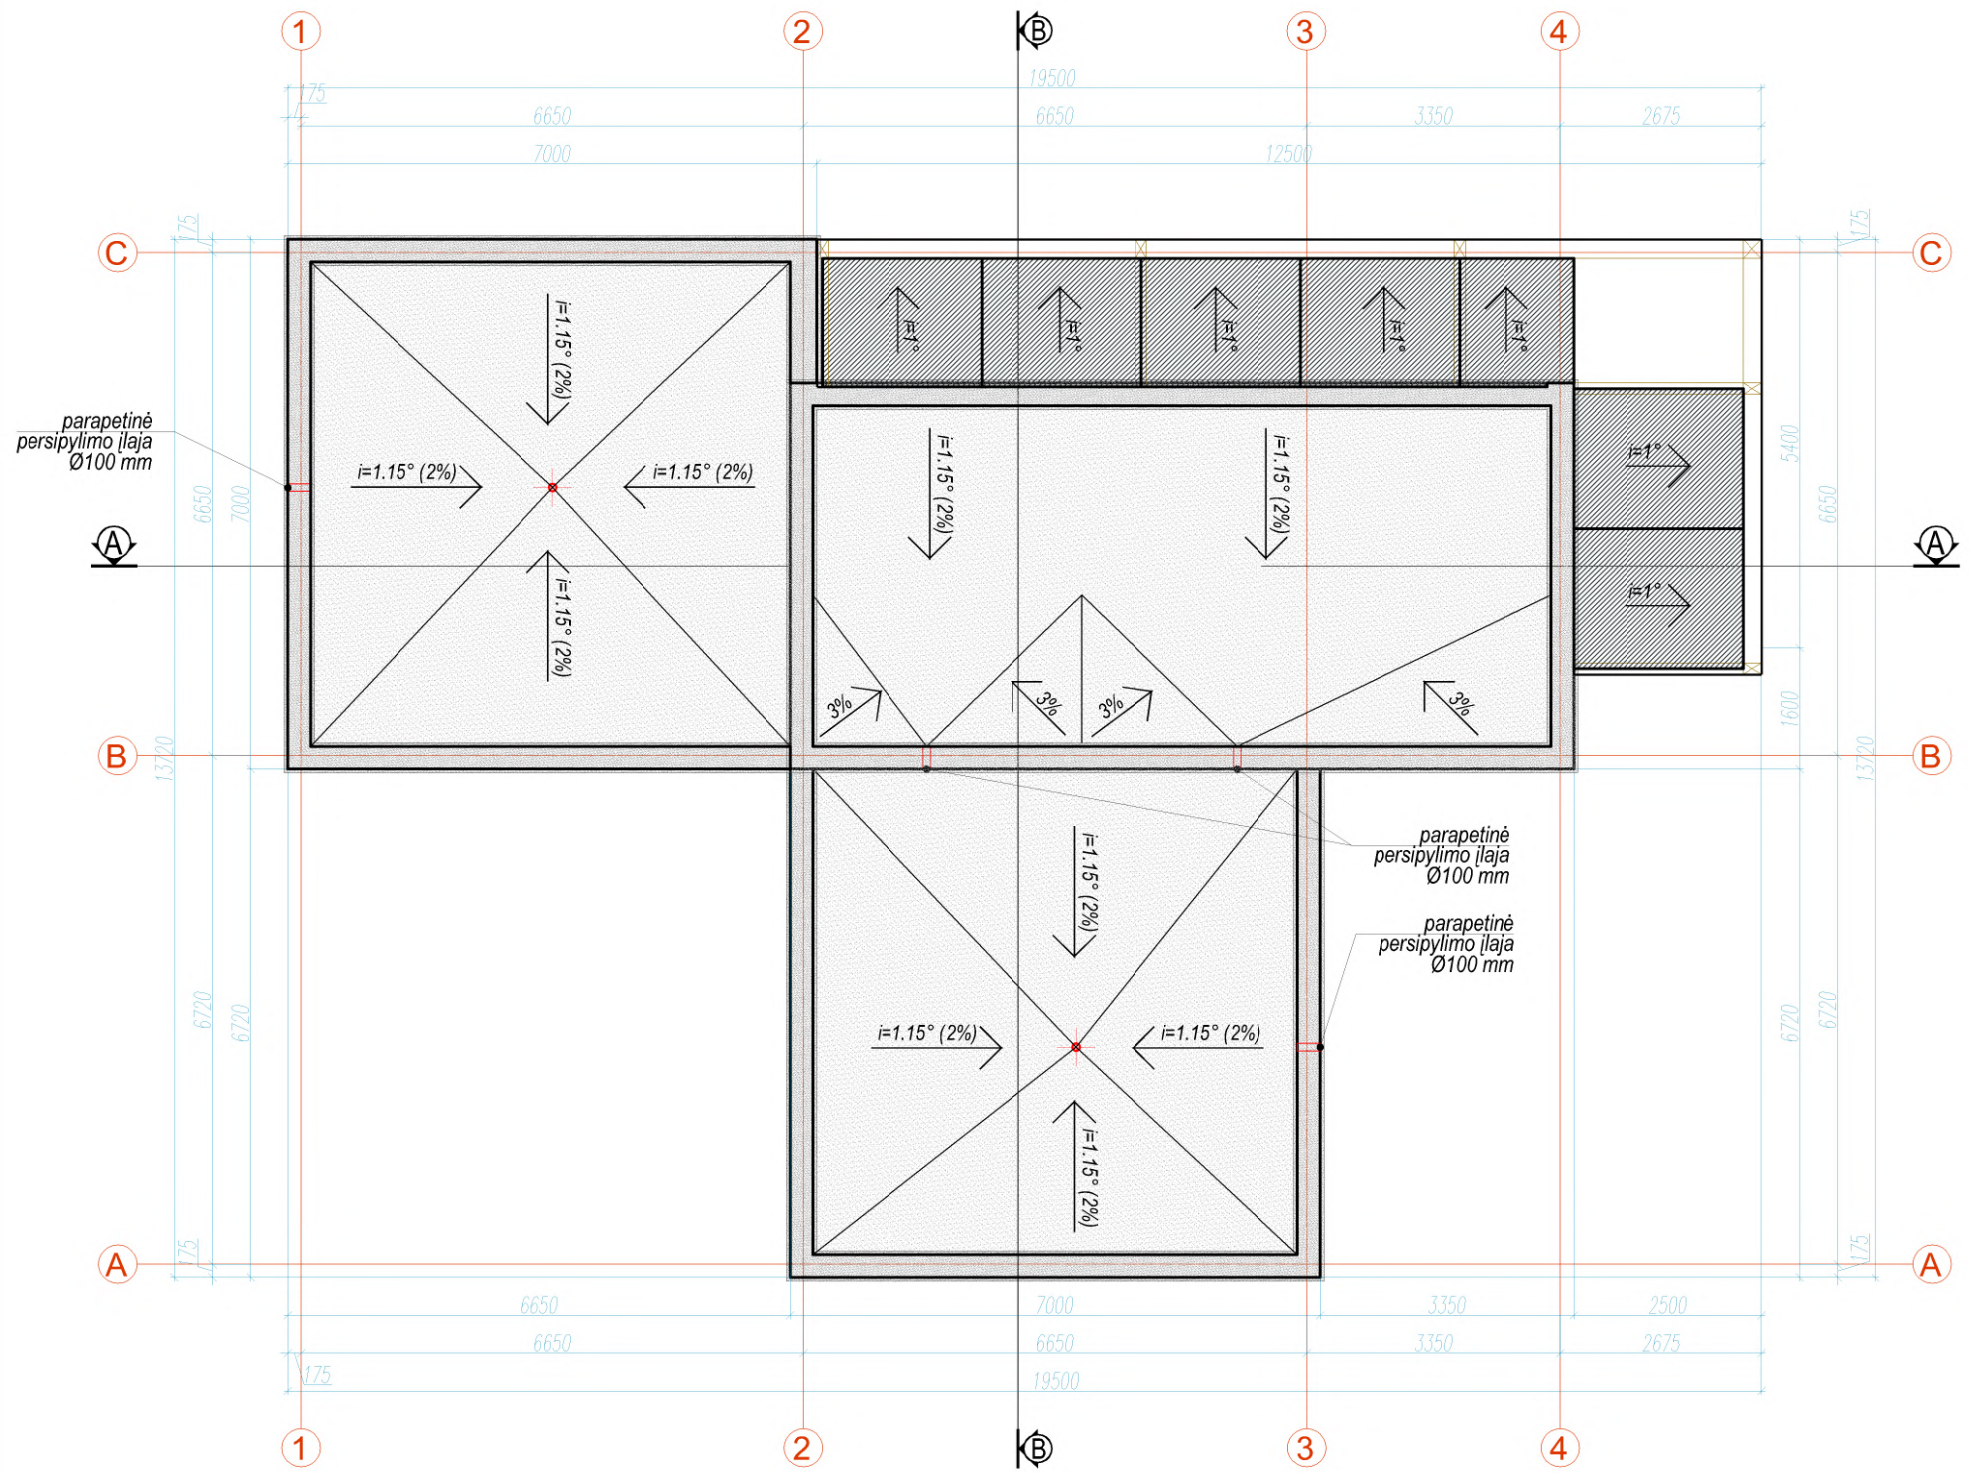 1
2
B
3
4
19500
175
6650
6650
3350
2675
7000
12500
175
175
C
C
i=1.15° (2%)
i=1°
i=1°
i=1°
i=1°
i=1°
parapetinė
persipylimo įlaja
Ø100 mm
i=1.15° (2%)
i=1.15° (2%)
i=1.15° (2%)
i=1.15° (2%)
i=1°
5400
6650
7000
6650
A
A
i=1.15° (2%)
i=1°
3%
3%
3%
3%
1600
B
B
13720
13720
parapetinė
persipylimo įlaja
Ø100 mm
i=1.15° (2%)
parapetinė
persipylimo įlaja
Ø100 mm
6720
6720
6720
6720
i=1.15° (2%)
i=1.15° (2%)
i=1.15° (2%)
175
175
A
A
6650
7000
3350
2500
6650
6650
3350
2675
175
19500
1
2
B
3
4